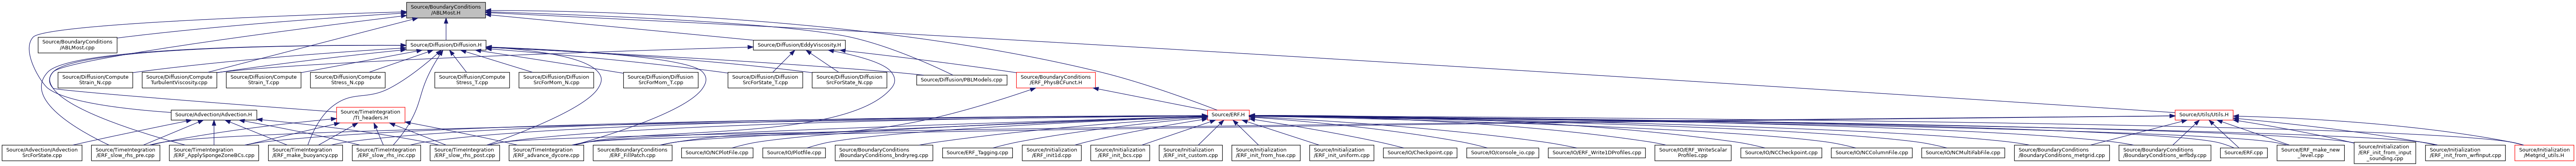 Source/BoundaryConditions
/ABLMost.H
Source/BoundaryConditions
/ABLMost.cpp
Source/Diffusion/Diffusion.H
Source/Diffusion/EddyViscosity.H
Source/Diffusion/Compute
Strain_N.cpp
Source/Diffusion/Compute
TurbulentViscosity.cpp
Source/Diffusion/Compute
Strain_T.cpp
Source/Diffusion/Compute
Stress_N.cpp
Source/Diffusion/Compute
Stress_T.cpp
Source/Diffusion/Diffusion
SrcForMom_N.cpp
Source/Diffusion/Diffusion
SrcForMom_T.cpp
Source/Diffusion/Diffusion
SrcForState_T.cpp
Source/Diffusion/Diffusion
SrcForState_N.cpp
Source/Diffusion/PBLModels.cpp
Source/BoundaryConditions
/ERF_PhysBCFunct.H
Source/Advection/Advection.H
Source/TimeIntegration
/TI_headers.H
Source/ERF.H
Source/Utils/Utils.H
Source/Advection/Advection
SrcForState.cpp
Source/TimeIntegration
/ERF_slow_rhs_pre.cpp
Source/TimeIntegration
/ERF_ApplySpongeZoneBCs.cpp
Source/TimeIntegration
/ERF_make_buoyancy.cpp
Source/TimeIntegration
/ERF_slow_rhs_inc.cpp
Source/TimeIntegration
/ERF_slow_rhs_post.cpp
Source/TimeIntegration
/ERF_advance_dycore.cpp
Source/BoundaryConditions
/ERF_FillPatch.cpp
Source/IO/NCPlotFile.cpp
Source/IO/Plotfile.cpp
Source/BoundaryConditions
/BoundaryConditions_bndryreg.cpp
Source/ERF_Tagging.cpp
Source/Initialization
/ERF_init1d.cpp
Source/Initialization
/ERF_init_bcs.cpp
Source/Initialization
/ERF_init_custom.cpp
Source/Initialization
/ERF_init_from_hse.cpp
Source/Initialization
/ERF_init_uniform.cpp
Source/IO/Checkpoint.cpp
Source/IO/console_io.cpp
Source/IO/ERF_Write1DProfiles.cpp
Source/IO/ERF_WriteScalar
Profiles.cpp
Source/IO/NCCheckpoint.cpp
Source/IO/NCColumnFile.cpp
Source/IO/NCMultiFabFile.cpp
Source/BoundaryConditions
/BoundaryConditions_metgrid.cpp
Source/BoundaryConditions
/BoundaryConditions_wrfbdy.cpp
Source/ERF.cpp
Source/ERF_make_new
_level.cpp
Source/Initialization
/ERF_init_from_input
_sounding.cpp
Source/Initialization
/ERF_init_from_wrfinput.cpp
Source/Initialization
/Metgrid_utils.H